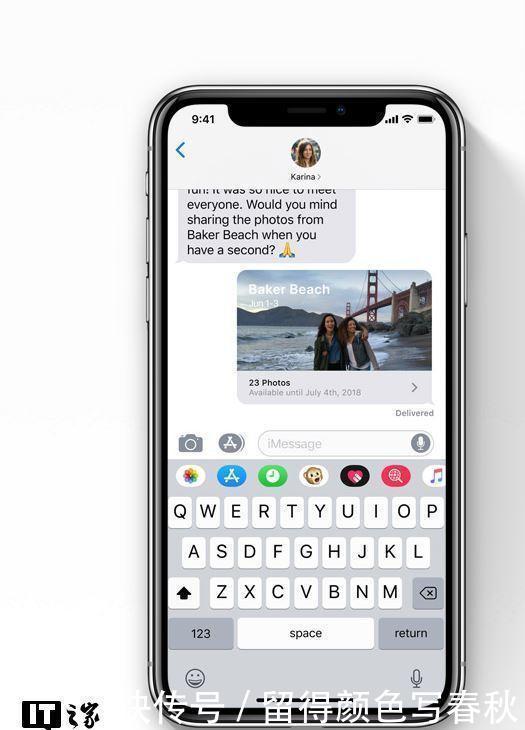 9:41
Karina
fun! It was so nice to meet
everyone. Would you mind
sharing the photos from
Baker Beach when you
have a second? 🙏
Baker Beach
Jun 1-3
23 Photos
Available until July 4th, 2018
Delivered
iMessage
Q W E R T Y U I O P
A S D F G H J K L
Z X C V B N M
123 space return
IT之家 快传号 / 留得颜色写春秋